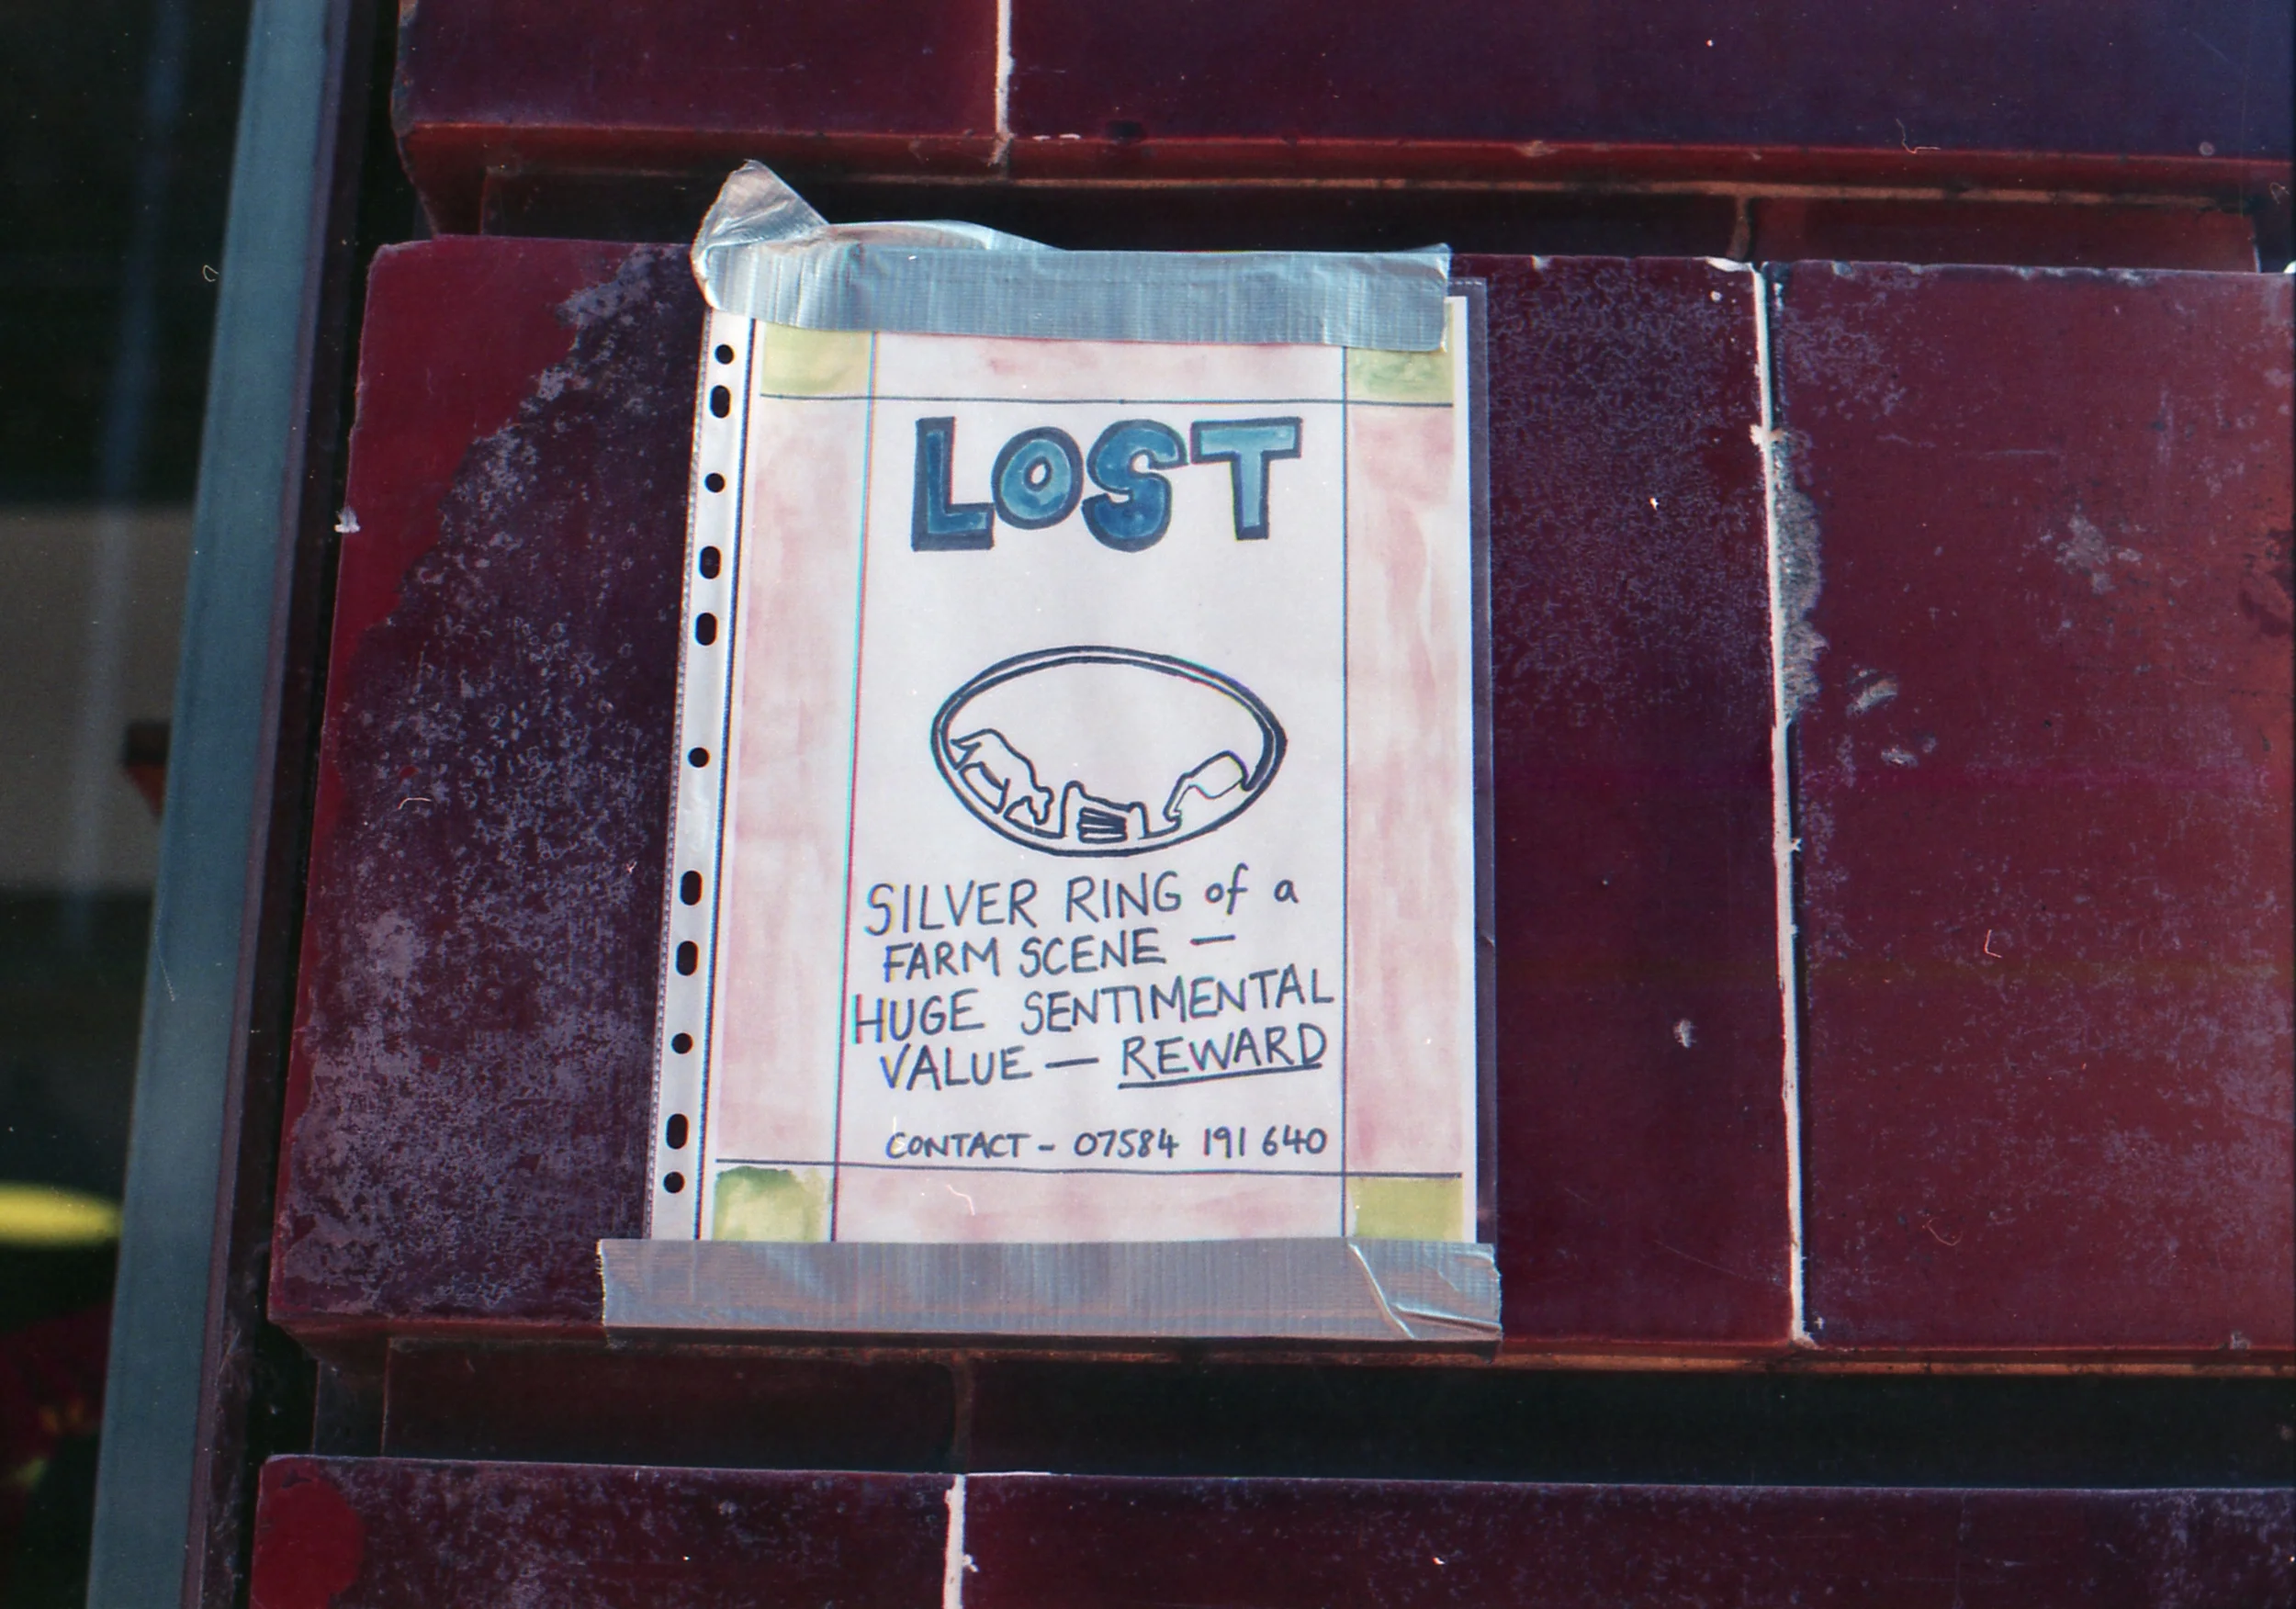 LOST
SILVER RING of a
FARM SCENE —
HUGE SENTIMENTAL
VALUE — REWARD
CONTACT - 07584 191 640